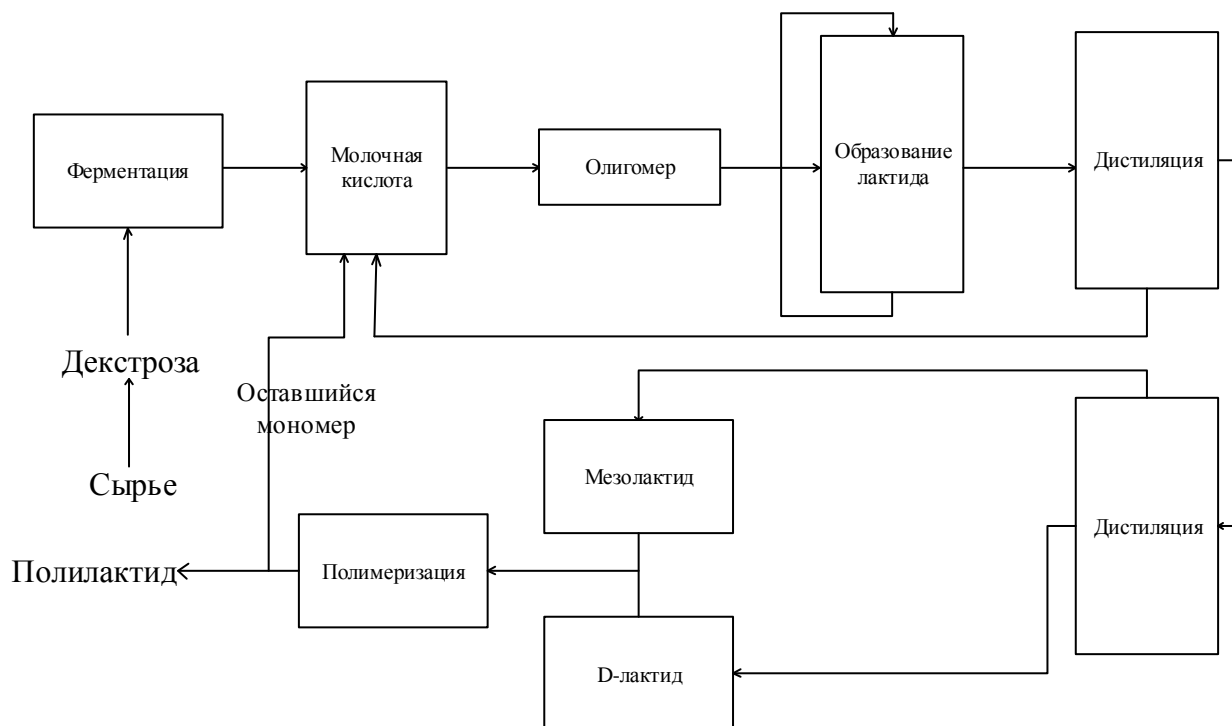 Ферментация
Молочная
кислота
Олигомер
Образование
лактида
Дистиляция
Декстроза
Оставшийся
мономер
Сырье
Мезолактид
Дистиляция
Полилактид
Полимеризация
D-лактид